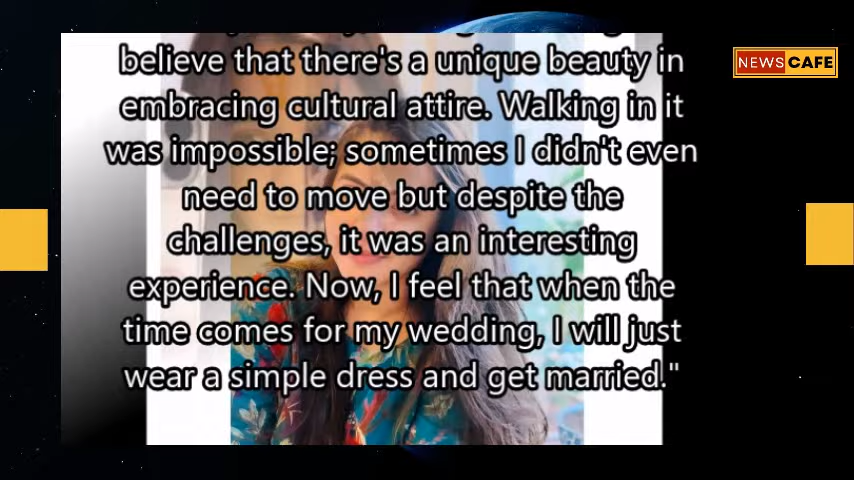 believe that there's a unique beauty in
embracing cultural attire. Walking in it
was impossible; sometimes I didn't even
need to move but despite the
challenges, it was an interesting
experience. Now, I feel that when the
time comes for my wedding, I will just
wear a simple dress and get married."
NEWS CAFE